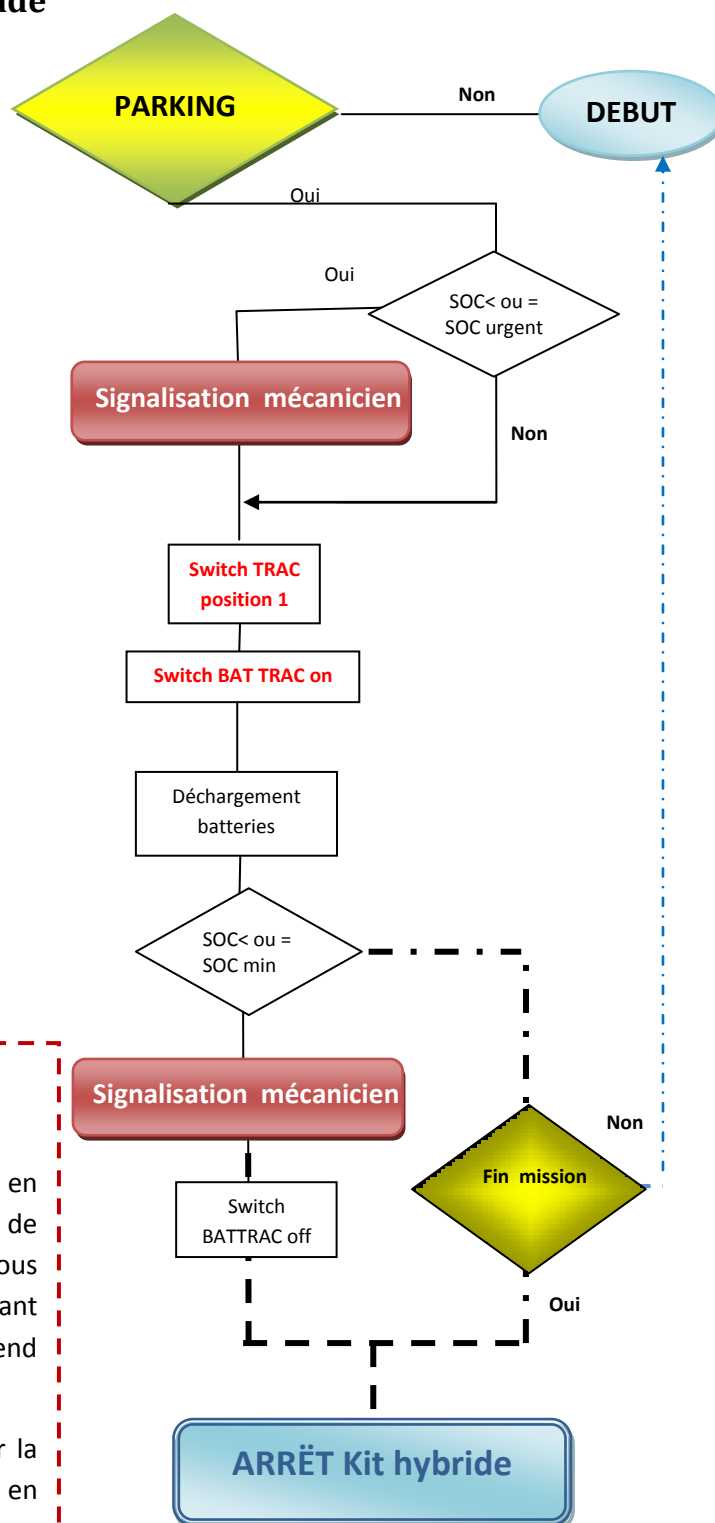 PARKING
Non
DEBUT
Oui
Oui
SOC< ou =
SOC urgent
Signalisation mécanicien
Non
Switch TRAC
position 1
Switch BAT TRAC on
Déchargement
batteries
SOC< ou =
SOC min
Signalisation mécanicien
Non
Fin mission
Switch
BATTRAC off
Oui
ARRËT Kit hybride
en
de
ant
end
r la
en